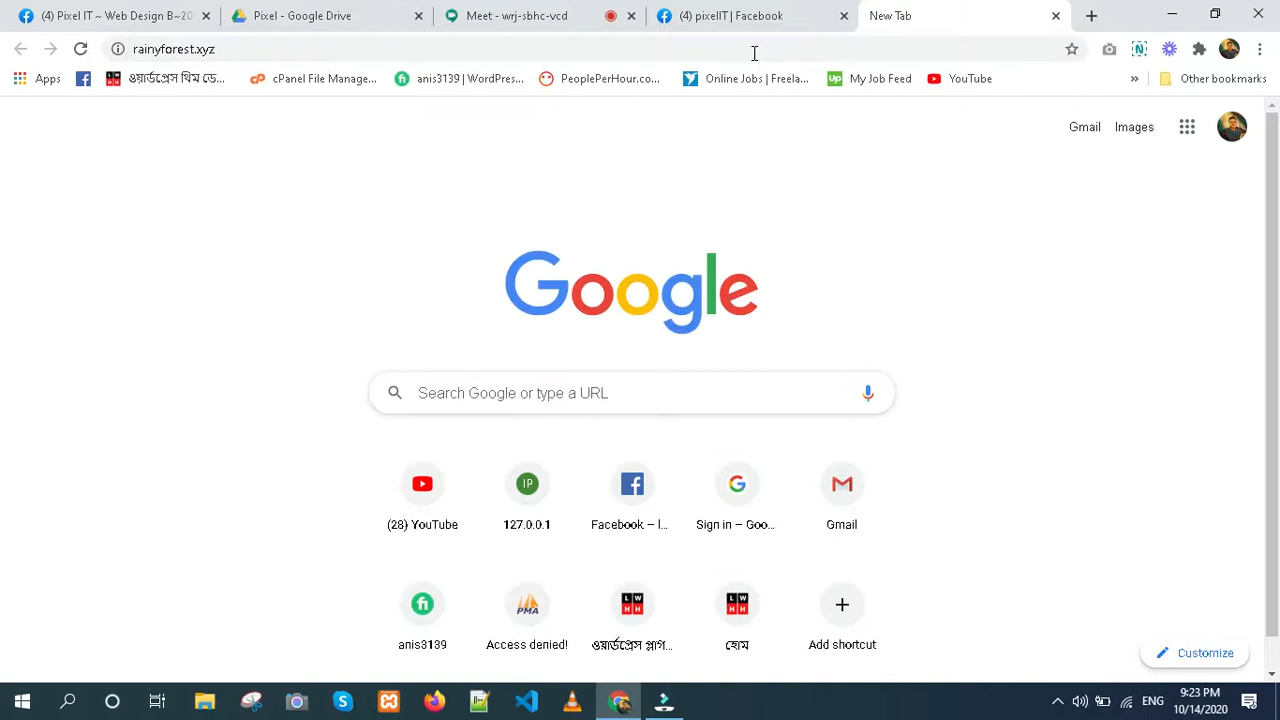 (4) Pixel IT ~ Web Design B~20
Pixel - Google Drive
Meet - wrj-sbhc-vcd
(4) pixelIT | Facebook
New Tab
rainyforest.xyz
Apps
ওয়ার্ডপ্রেস থিম ডে...
cPanel File Manage...
anis3139 | WordPres...
PeoplePerHour.co...
Online Jobs | Freela...
My Job Feed
YouTube
Other bookmarks
Gmail
Images
Google
Search Google or type a URL
(28) YouTube
127.0.0.1
Facebook – l...
Sign in – Goo...
Gmail
anis3139
Access denied!
ওয়ার্ডপ্রেস প্লাগ...
হোম
Add shortcut
Customize
ENG
9:23 PM
10/14/2020